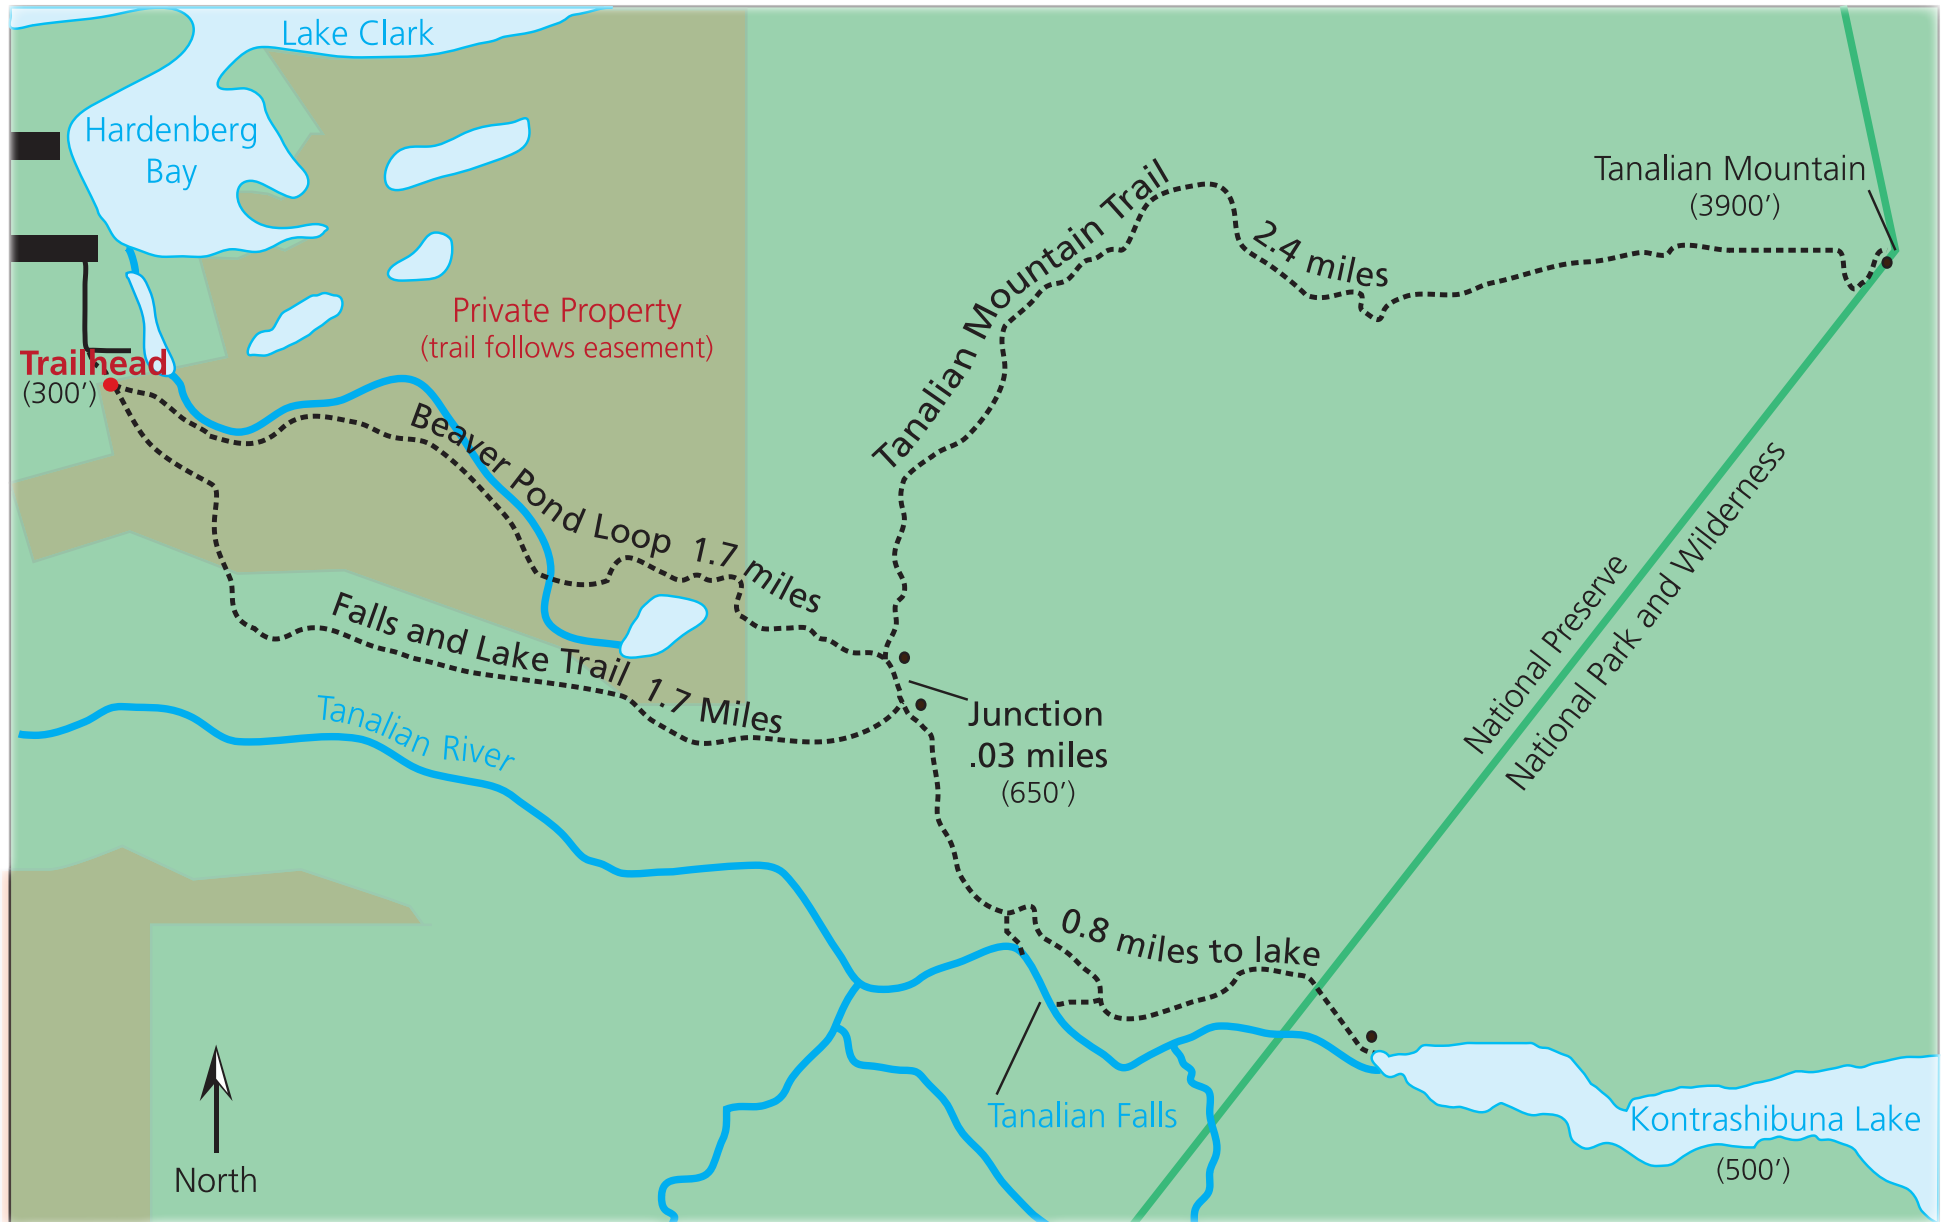 Lake Clark
Hardenberg
Bay
Tanalian Mountain
(3900’)
Tanalian Mountain Trail
2.4 miles
Private Property
(trail follows easement)
Trailhead
(300’)
Beaver Pond Loop 1.7 miles
Falls and Lake Trail 1.7 Miles
National Preserve
National Park and Wilderness
Tanalian River
Junction
.03 miles
(650’)
0.8 miles to lake
Tanalian Falls
Kontrashibuna Lake
(500’)
North